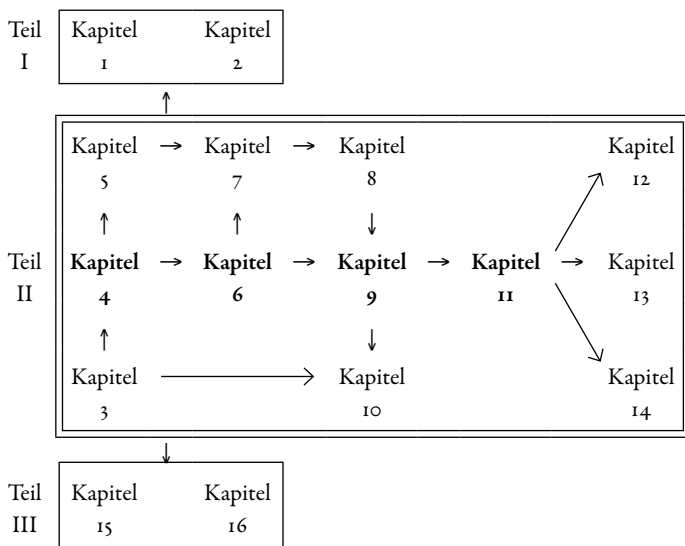 Teil Kapitel Kapitel
I 1 2
Kapitel → Kapitel → Kapitel Kapitel
5 7 8 12
Teil Kapitel → Kapitel → Kapitel → Kapitel → Kapitel
II 4 6 9 11 13
Kapitel Kapitel Kapitel
3 10 14
Teil Kapitel Kapitel
III 15 16